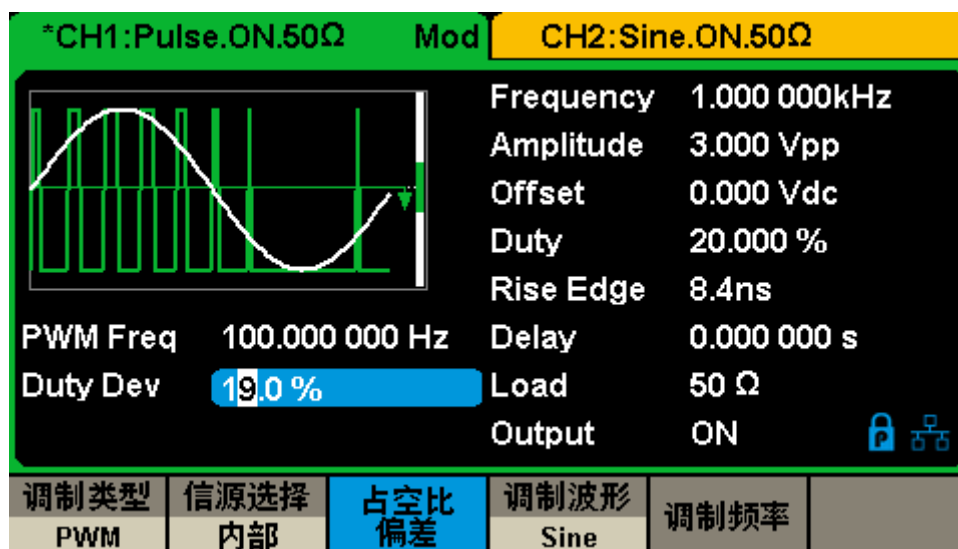 *CH1:Pulse.ON.50Ω Mod
CH2:Sine.ON.50Ω
Frequency 1.000 000kHz
Amplitude 3.000 Vpp
Offset 0.000 Vdc
Duty 20.000 %
Rise Edge 8.4ns
PWM Freq 100.000 000 Hz
Delay 0.000 000 s
Duty Dev 19.0 %
Load 50 Ω
Output ON
P
调制类型
PWM
信源选择
内部
占空比
偏差
调制波形
Sine
调制频率